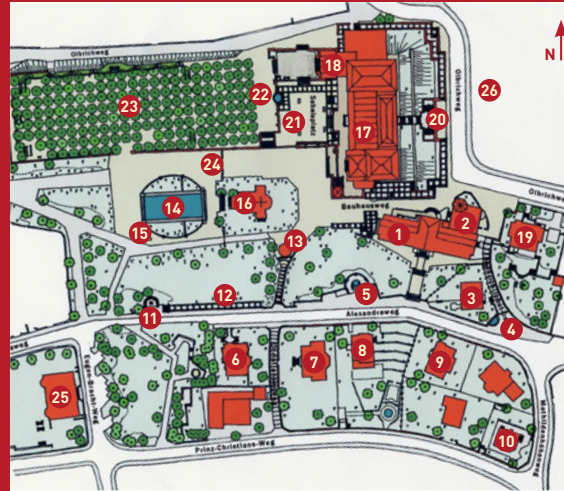 Olbrichweg
N
26
18
23
22
21
Schulplatz
17
20
Olbrichweg
24
16
14
15
Bauhausweg
Olbrichw
1
2
19
13
12
11
5
3
4
Alexandraweg
weg
6
7
8
9
25
Eugen-Bracht-Weg
10
Mathildenhöhweg
Prinz-Christians-Weg